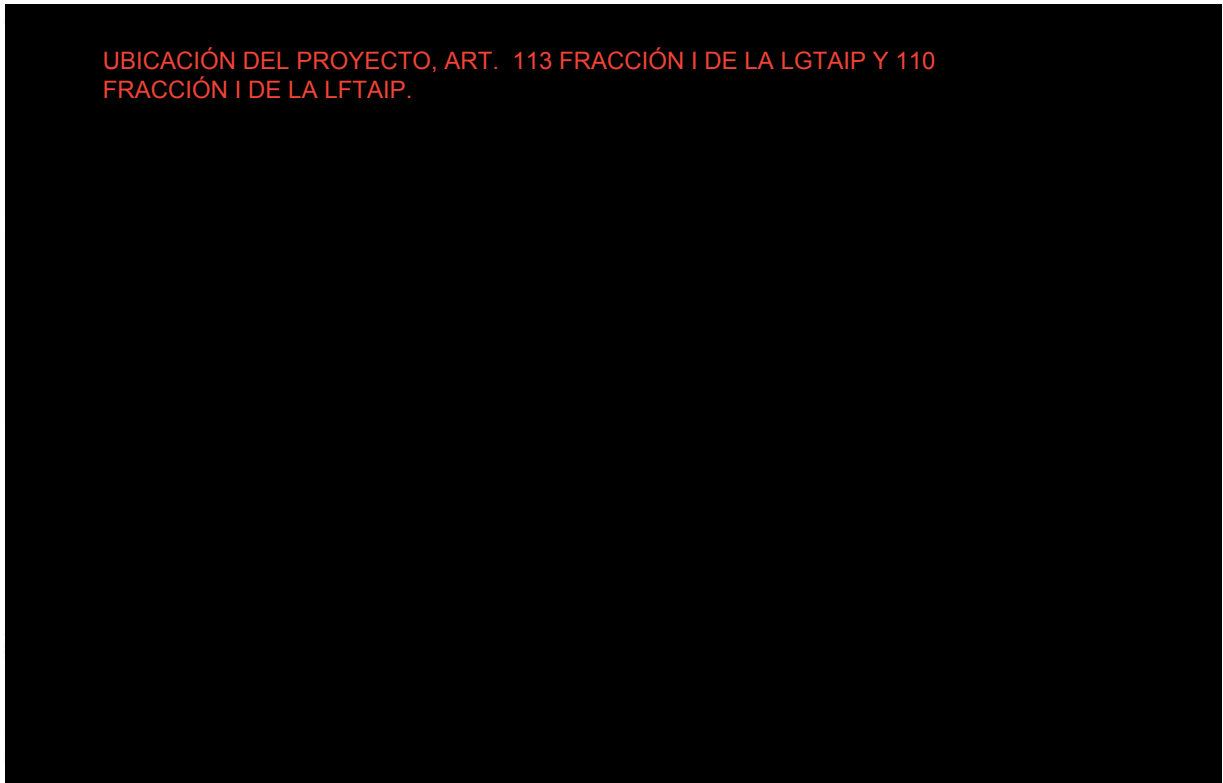 UBICACIÓN DEL PROYECTO, ART.  113 FRACCIÓN I DE LA LGTAIP Y 110
FRACCIÓN I DE LA LFTAIP.